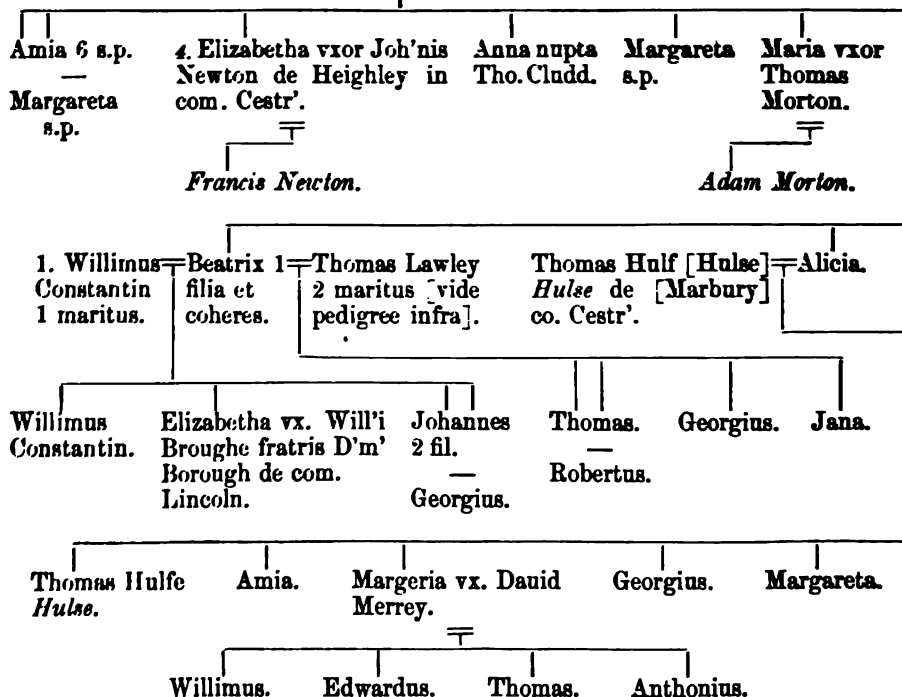 Amia 6 s.p.
—
Margareta
s.p.
4. Elizabetha vxor Joh'nis
Newton de Heighley in
com. Cestr'.
Anna nupta
Tho. Cludd.
Margareta
s.p.
Maria vxor
Thomas
Morton.
Francis Newton.
Adam Morton.
1. Willimus
Constantin
1 maritus.
Beatrix 1
filia et
coheres.
Thomas Lawley
2 maritus [vide
pedigree infra].
Thomas Hulf [Hulse]
Hulse de [Marbury]
co. Cestr'.
Alicia.
Willimus
Constantin.
Elizabetha vx. Will'i
Broughe fratris D'm'
Borough de com.
Lincoln.
Johannes
2 fil.
—
Georgius.
Thomas.
—
Robertus.
Georgius.
Jana.
Thomas Hulfe
Hulse.
Amia.
Margeria vx. Dauid
Merrey.
Georgius.
Margareta.
Willimus.
Edwardus.
Thomas.
Anthonius.